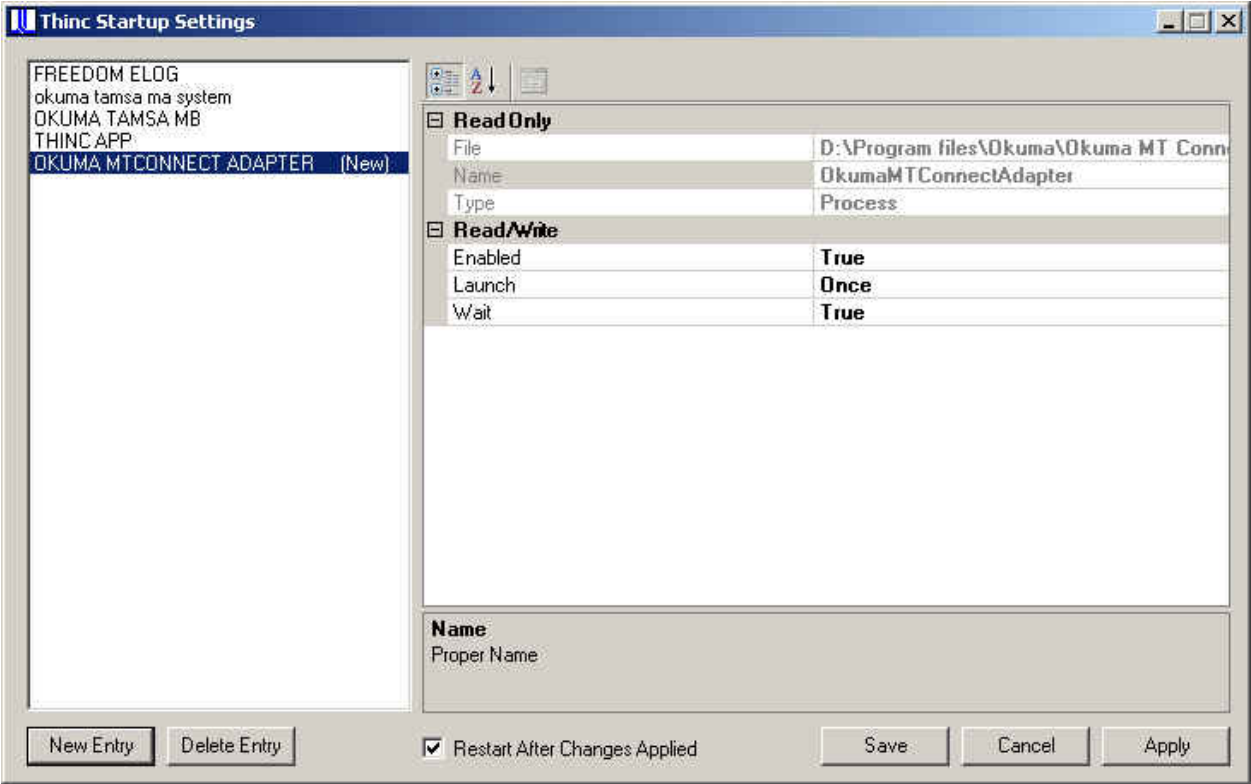 Thinc Startup Settings
FREEDOM ELOG
okuma tamsa ma system
OKUMA TAMSA MB
THINC APP
OKUMA MTCONNECT ADAPTER (New)
Read Only
File D:\Program files\Okuma\Okuma MT Conn
Name OkumaMTConnectAdapter
Type Process
Read/Write
Enabled True
Launch Once
Wait True
Name
Proper Name
New Entry Delete Entry Restart After Changes Applied Save Cancel Apply